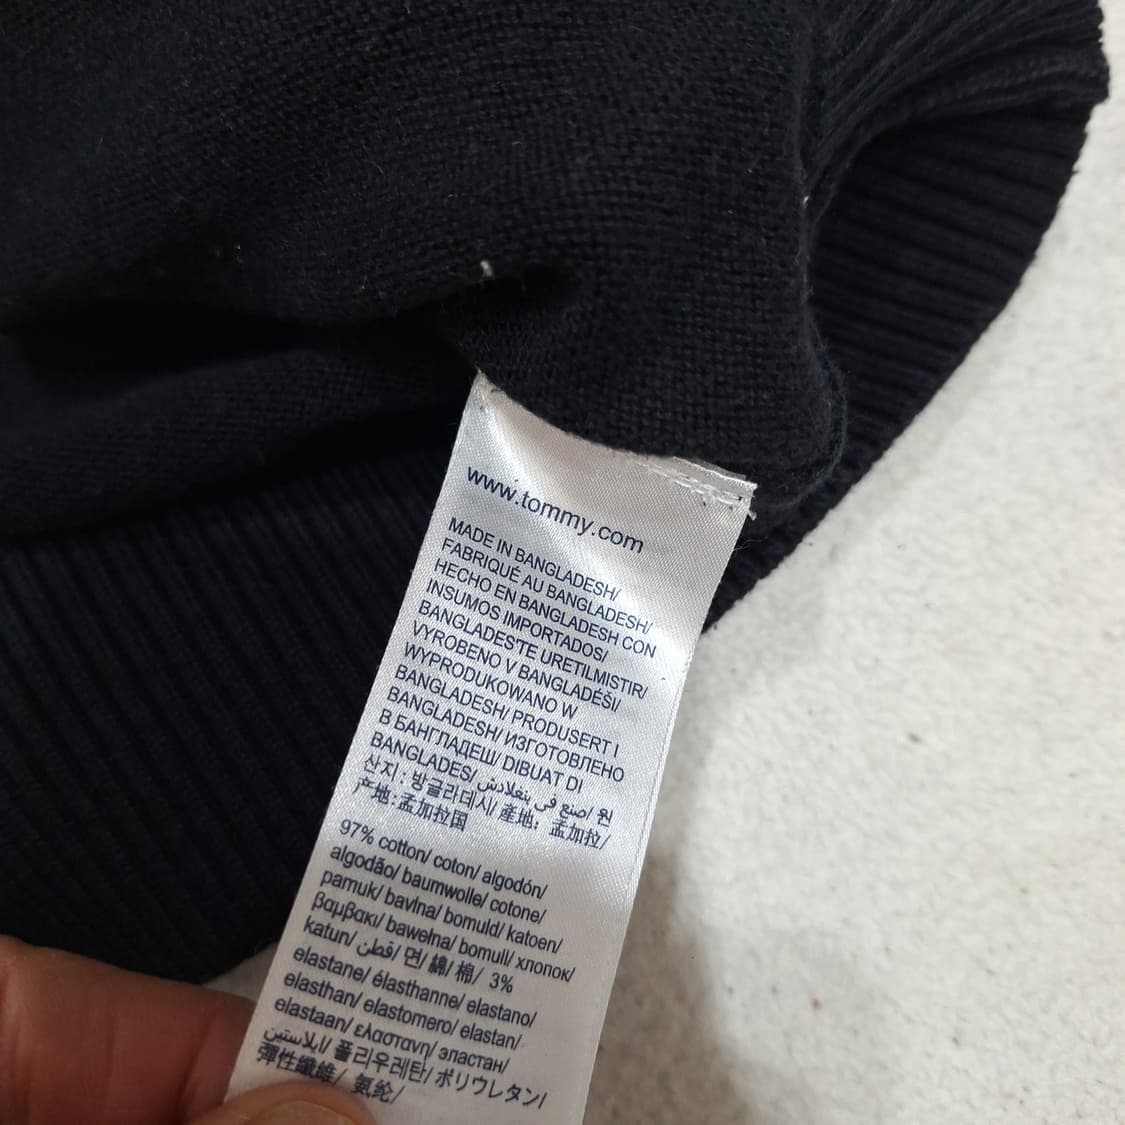 www.tommy.com
MADE IN BANGLADESH/
FABRIQUÉ AU BANGLADESH/
HECHO EN BANGLADESH CON
INSUMOS IMPORTADOS/
BANGLADESTE URETILMISTIR/
VYROBENO V BANGLADÉŠI/
WYPRODUKOWANO W
BANGLADESH/ PRODUSERT I
BANGLADESH/ ИЗГОТОВЛЕНО
В БАНГЛАДЕШ/ DIBUAT DI
BANGLADES/ صنع في بنغلادش/ 원
산지 : 방글라데시/ 產地: 孟加拉/
产地:孟加拉国
97% cotton/ coton/ algodón/
algodão/ baumwolle/ cotone/
pamuk/ bavlna/ bomuld/ katoen/
βαμβακι/ bawełna/ bomull/ хлопок/
katun/ قطن/ 면/ 綿/ 棉/ 3%
elastane/ élasthanne/ elastano/
elasthan/ elastomero/ elastan/
elastaan/ ελαστανη/ эластан/
ايلاستين/ 폴리우레탄/ ポリウレタン/
彈性纖維/ 氨纶/